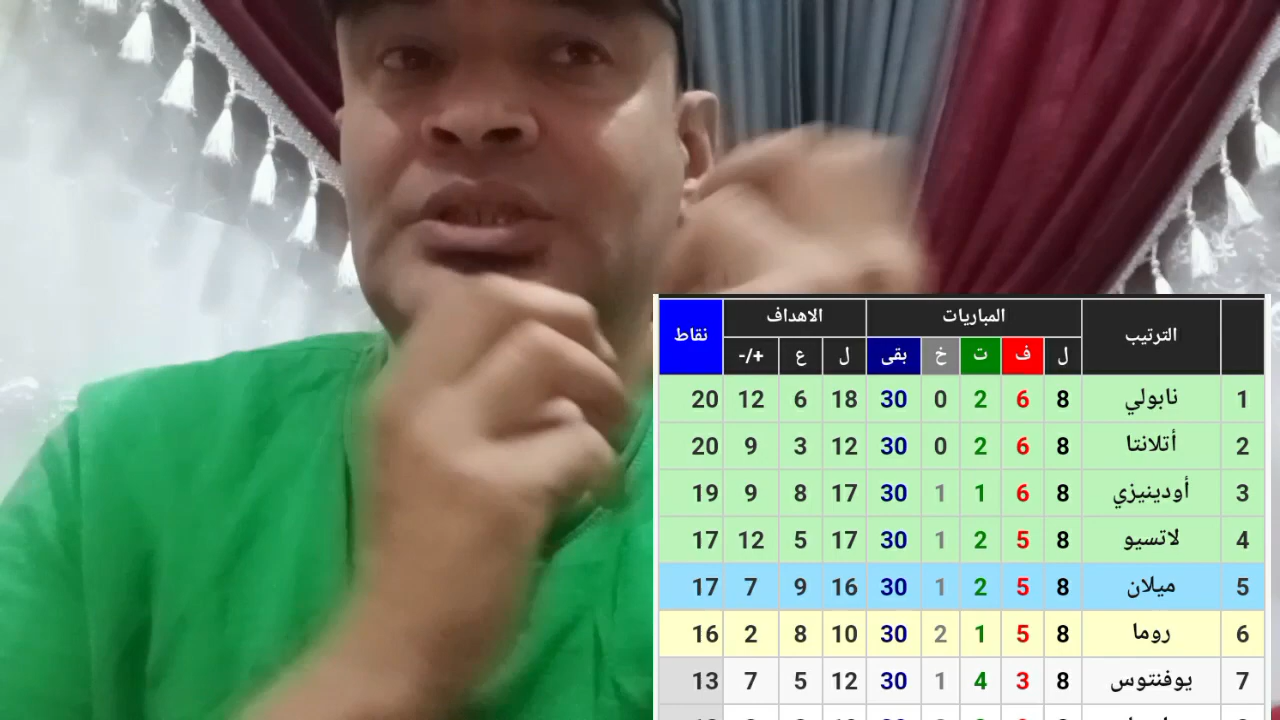 الترتيب المباريات الاهداف نقاط
ل ف ت خ بقى ل ع +/-
1 نابولي 8 6 2 0 30 18 6 12 20
2 أتلانتا 8 6 2 0 30 12 3 9 20
3 أودينيزي 8 6 1 1 30 17 8 9 19
4 لاتسيو 8 5 2 1 30 17 5 12 17
5 ميلان 8 5 2 1 30 16 9 7 17
6 روما 8 5 1 2 30 10 8 2 16
7 يوفنتوس 8 3 4 1 30 12 5 7 13